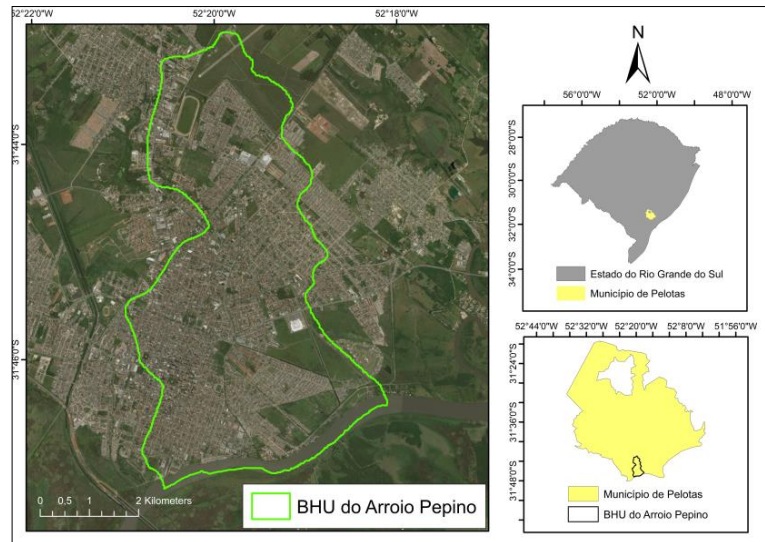 52°22'0"W 52°20'0"W 52°18'0"W
31°44'0"S
31°46'0"S
0 0,5 1 2 Kilometers
BHU do Arroio Pepino
N
56°0'0"W 52°0'0"W 48°0'0"W
28°0'0"S
30°0'0"S
32°0'0"S
34°0'0"S
Estado do Rio Grande do Sul
Município de Pelotas
52°44'0"W 52°32'0"W 52°20'0"W 52°8'0"W 51°56'0"W
31°24'0"S
31°36'0"S
31°48'0"S
Município de Pelotas
BHU do Arroio Pepino